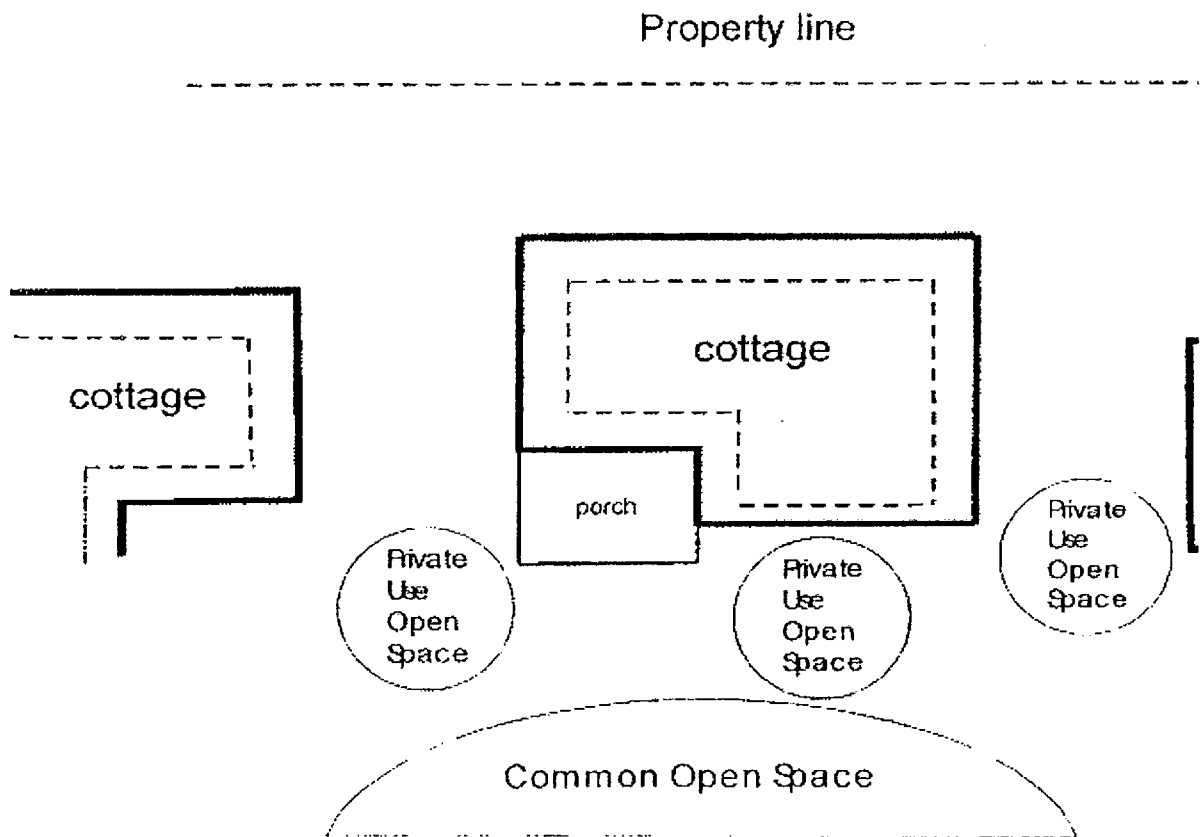 Property line
cottage
cottage
porch
Private
Use
Open
Space
Private
Use
Open
Space
Private
Use
Open
Space
Common Open Space